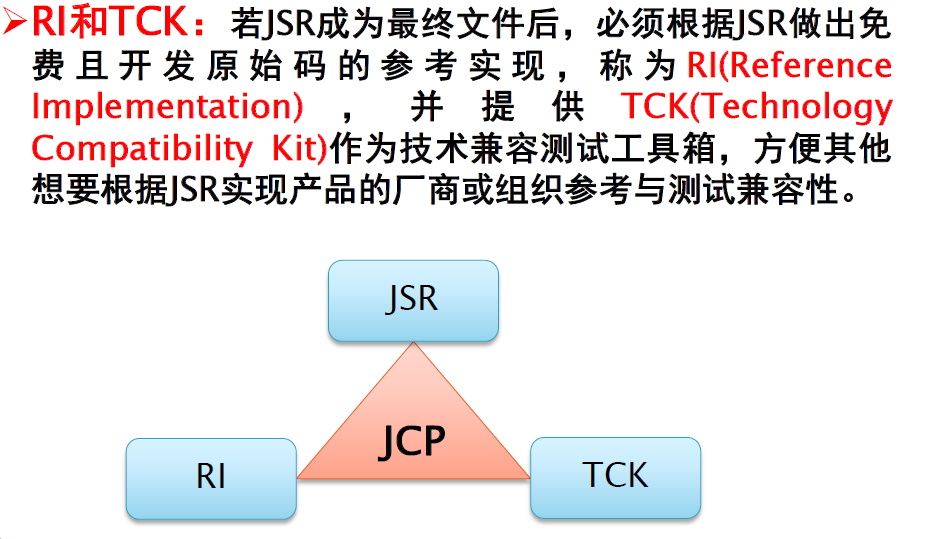 RI和TCK：若JSR成为最终文件后，必须根据JSR做出免
费且开发原始码的参考实现，称为RI(Reference
Implementation)，并提供TCK(Technology
Compatibility Kit)作为技术兼容测试工具箱，方便其他
想要根据JSR实现产品的厂商或组织参考与测试兼容性。
JSR
JCP
RI
TCK